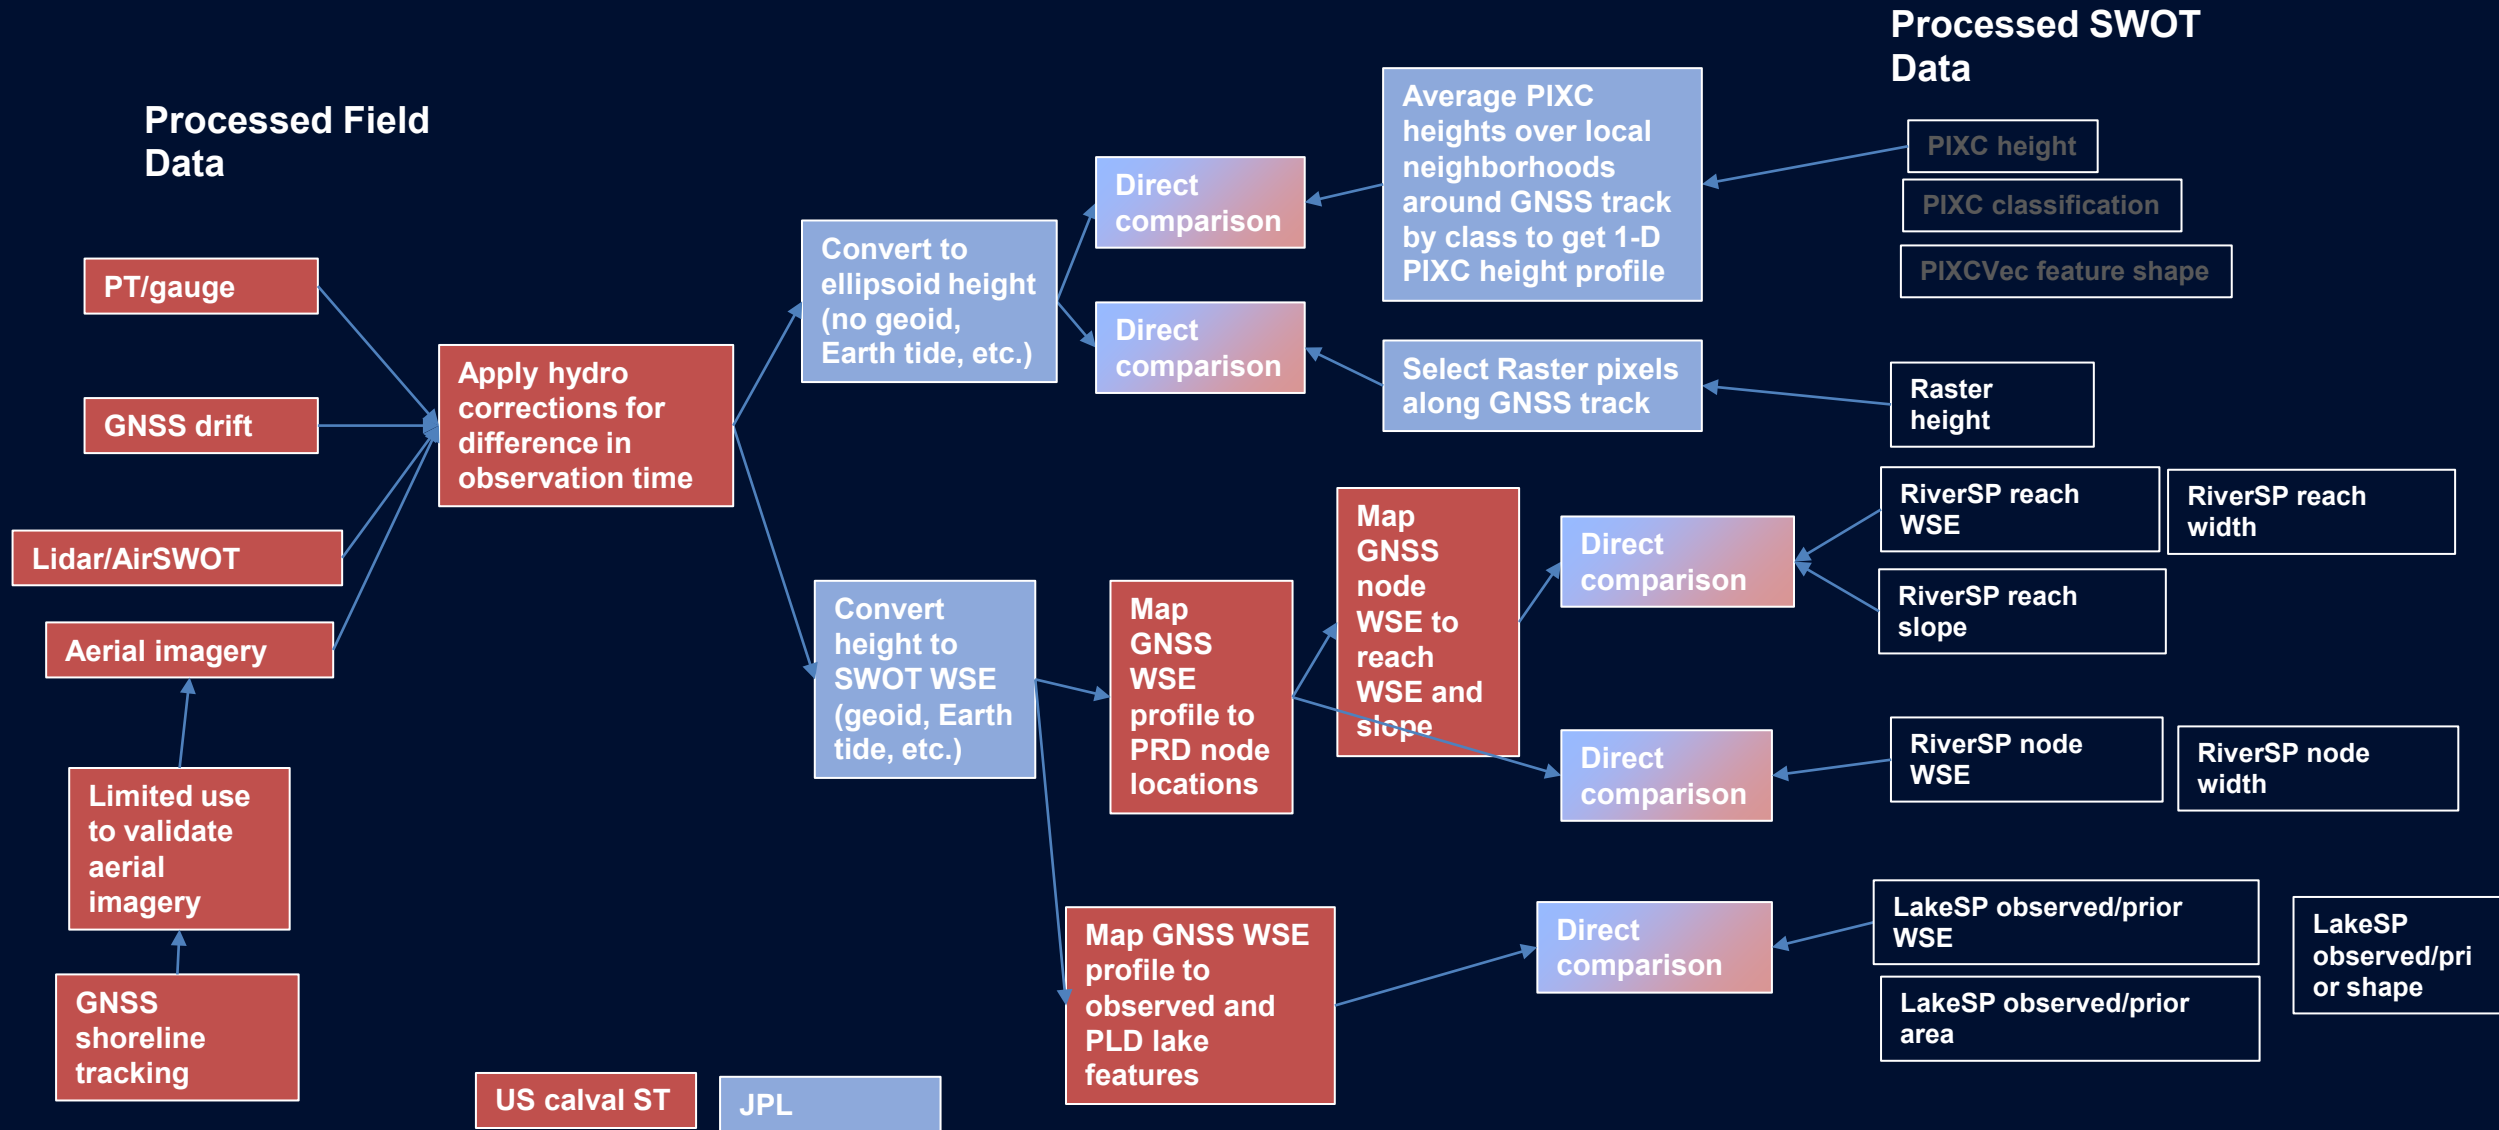 Processed Field
Data
PT/gauge
GNSS drift
Lidar/AirSWOT
Aerial imagery
Limited use
to validate
aerial
imagery
GNSS
shoreline
tracking
Apply hydro
corrections for
difference in
observation time
US calval ST
JPL
Convert to
ellipsoid height
(no geoid,
Earth tide, etc.)
Convert
height to
SWOT WSE
(geoid, Earth
tide, etc.)
Direct
comparison
Direct
comparison
Map
GNSS
WSE
profile to
PRD node
locations
Map GNSS WSE
profile to
observed and
PLD lake
features
Average PIXC
heights over local
neighborhoods
around GNSS track
by class to get 1-D
PIXC height profile
Select Raster pixels
along GNSS track
Map
GNSS
node
WSE to
reach
WSE and
slope
Direct
comparison
Direct
comparison
Direct
comparison
Processed SWOT
Data
PIXC height
PIXC classification
PIXCVec feature shape
Raster
height
RiverSP reach
WSE
RiverSP reach
width
RiverSP reach
slope
RiverSP node
WSE
RiverSP node
width
LakeSP observed/prior
WSE
LakeSP
observed/pri
or shape
LakeSP observed/prior
area